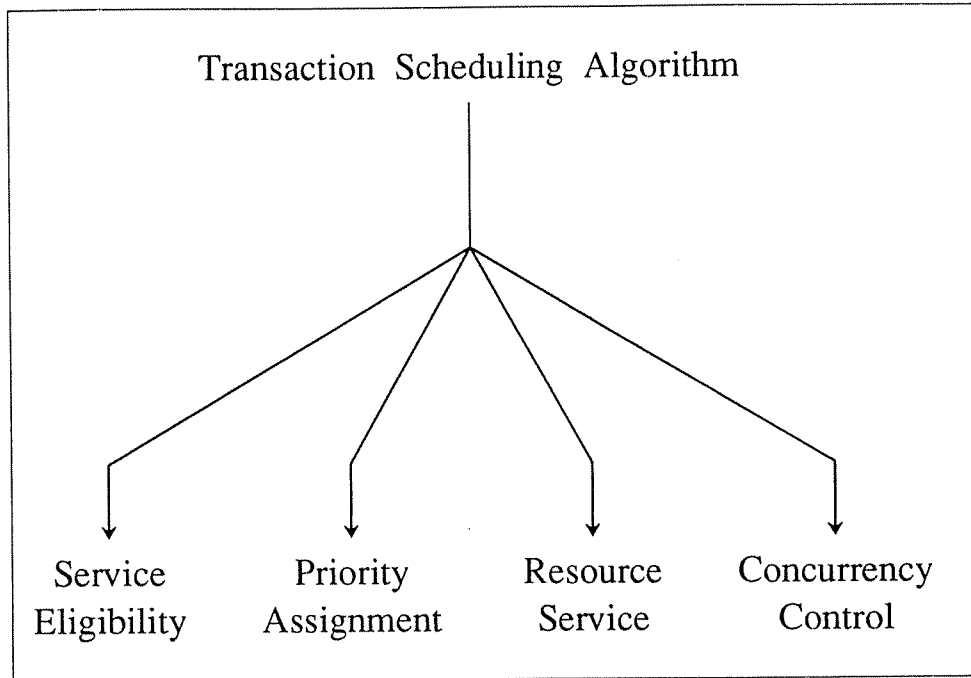 Transaction Scheduling Algorithm
Service
Eligibility
Priority
Assignment
Resource
Service
Concurrency
Control